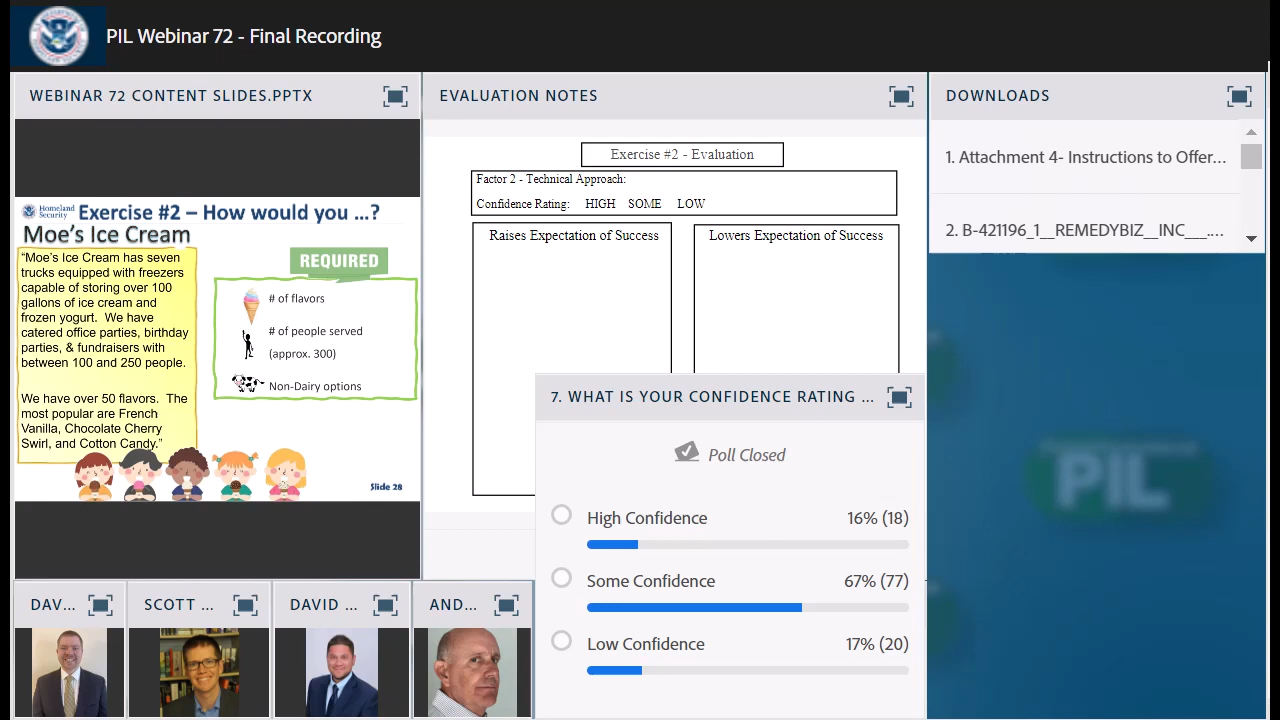 PIL Webinar 72 - Final Recording
WEBINAR 72 CONTENT SLIDES.PPTX
Homeland
Security
Exercise #2 – How would you …?
Moe's Ice Cream
"Moe's Ice Cream has seven
trucks equipped with freezers
capable of storing over 100
gallons of ice cream and
frozen yogurt. We have
catered office parties, birthday
parties, & fundraisers with
between 100 and 250 people.
We have over 50 flavors. The
most popular are French
Vanilla, Chocolate Cherry
Swirl, and Cotton Candy."
REQUIRED
# of flavors
# of people served
(approx. 300)
Non-Dairy options
Slide 28
EVALUATION NOTES
Exercise #2 - Evaluation
Factor 2 - Technical Approach:
Confidence Rating: HIGH SOME LOW
Raises Expectation of Success
Lowers Expectation of Success
7. WHAT IS YOUR CONFIDENCE RATING ...
Poll Closed
High Confidence 16% (18)
Some Confidence 67% (77)
Low Confidence 17% (20)
DOWNLOADS
1. Attachment 4- Instructions to Offer...
2. B-421196_1__REMEDYBIZ__INC___....
PIL
DAV...
SCOTT ...
DAVID ...
AND...